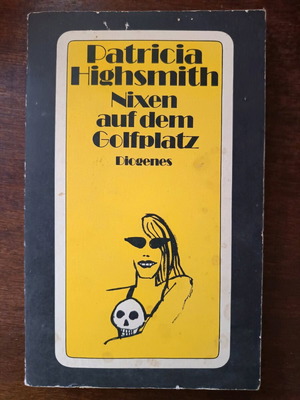 Patricia
Highsmith
Nixen
auf dem
Golfplatz
Diogenes